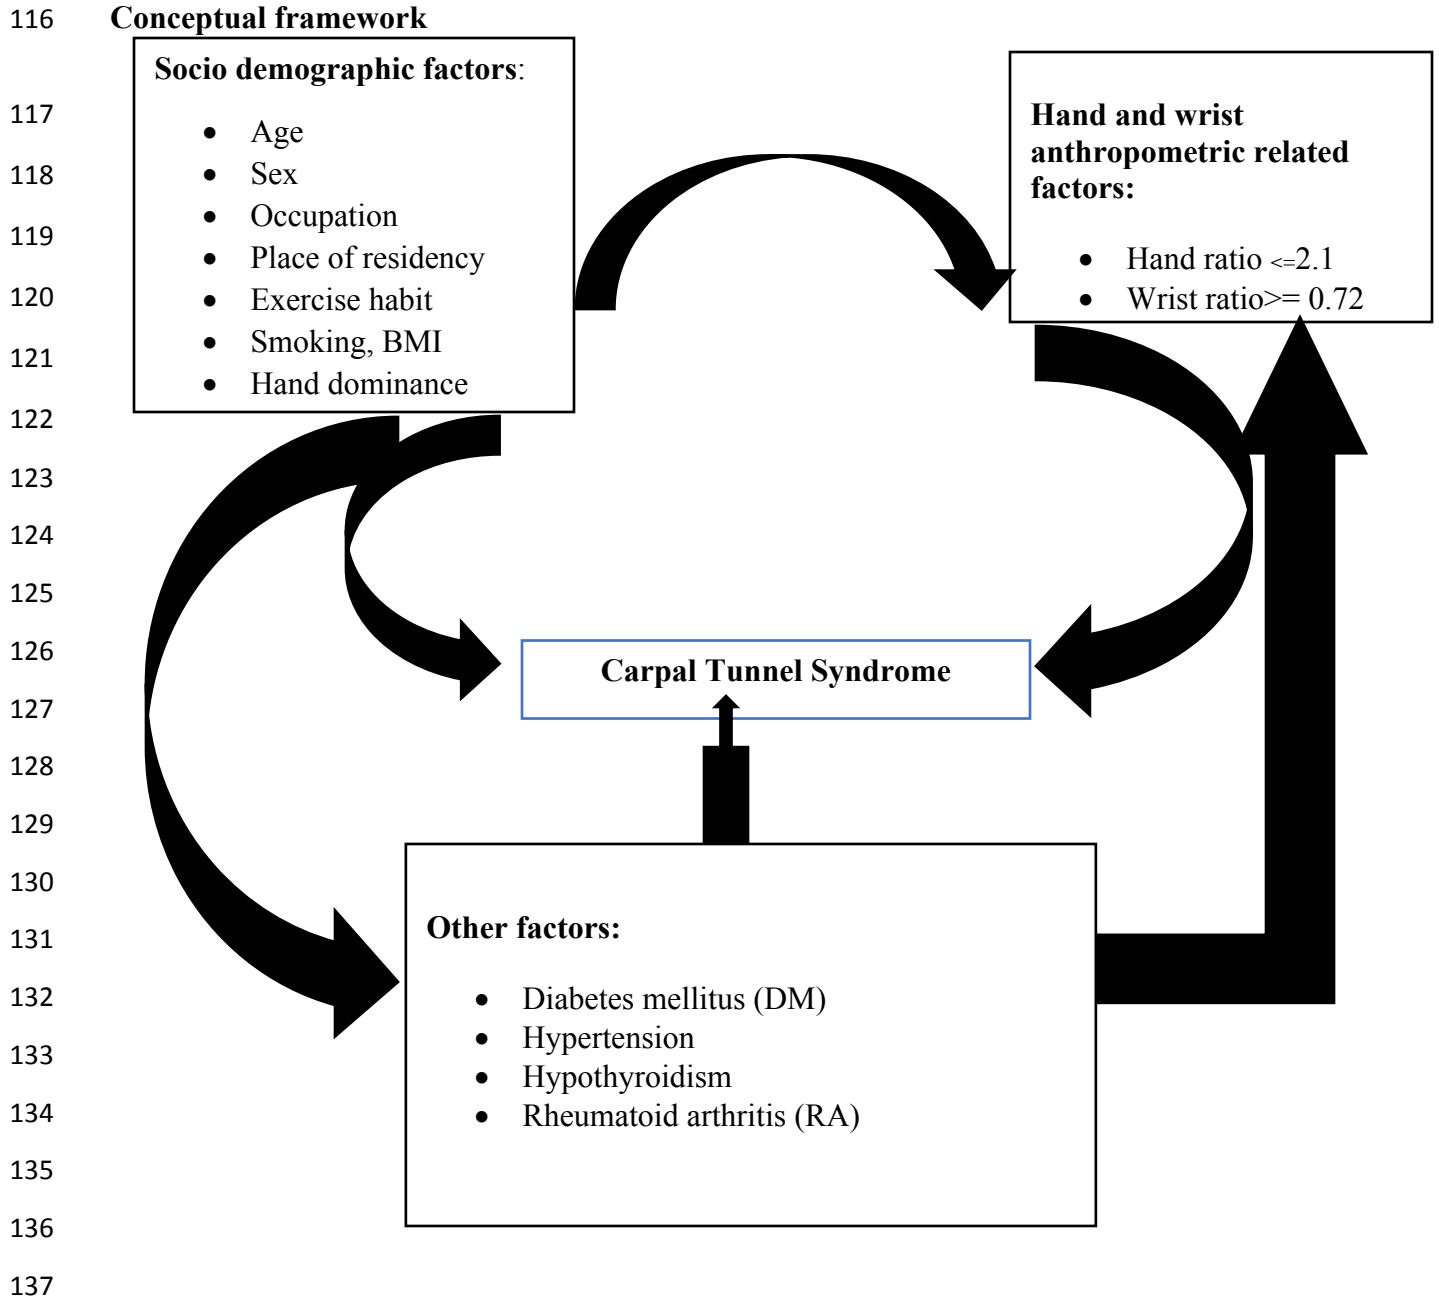 116 Conceptual framework
Socio demographic factors:
117
• Age
118
• Sex
119
• Occupation
• Place of residency
120
• Exercise habit
121
• Smoking, BMI
• Hand dominance
Hand and wrist
anthropometric related
factors:
• Hand ratio <=2.1
• Wrist ratio>= 0.72
122
123
124
125
126
Carpal Tunnel Syndrome
127
128
129
130
131
Other factors:
132
• Diabetes mellitus (DM)
133
• Hypertension
• Hypothyroidism
134
• Rheumatoid arthritis (RA)
135
136
137